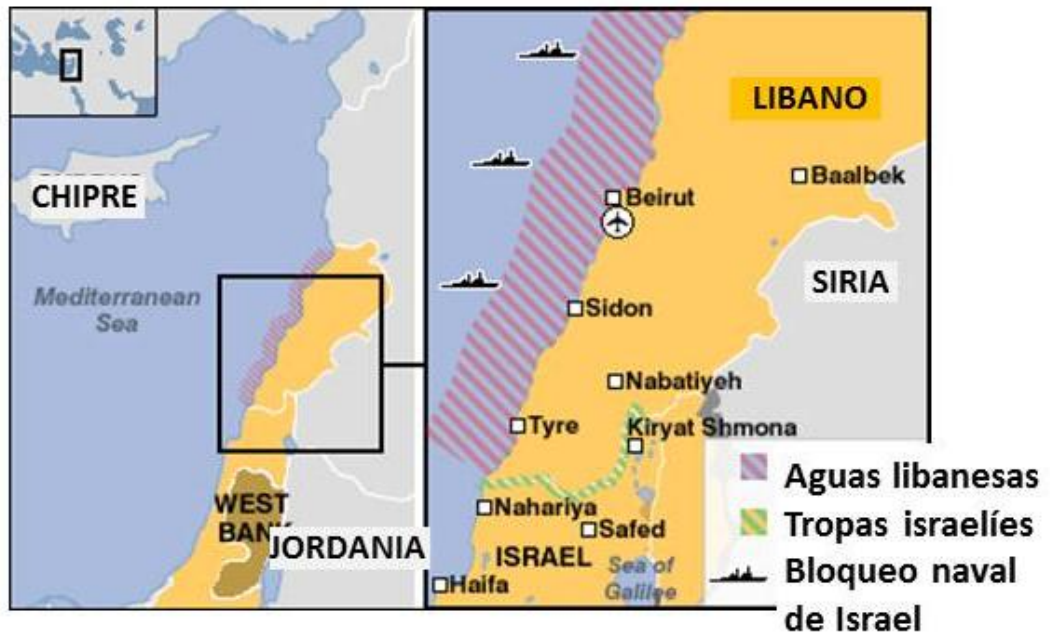 CHIPRE
Mediterranean
Sea
WEST
BANK
JORDANIA
LIBANO
Baalbek
Beirut
SIRIA
Sidon
Nabatiyeh
Tyre
Kiryat Shmona
Nahariya
Safed
ISRAEL
Sea of
Galilee
Haifa
Aguas libanesas
Tropas israelíes
Bloqueo naval
de Israel